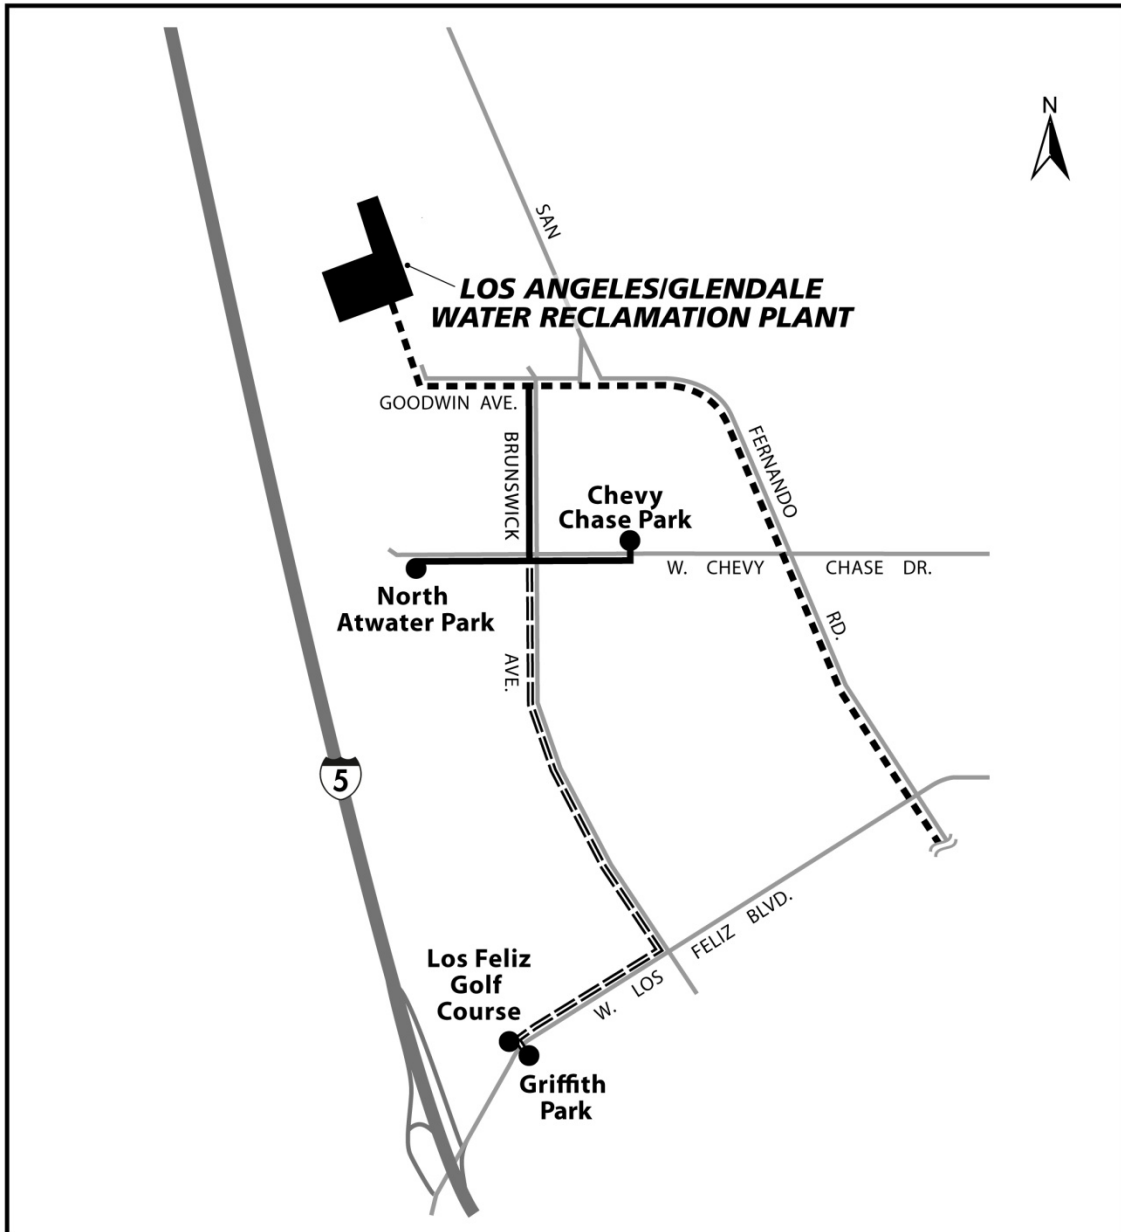 N
SAN
LOS ANGELES/GLENDALE
WATER RECLAMATION PLANT
GOODWIN AVE.
BRUNSWICK
FERNANDO
Chevy
Chase Park
W. CHEVY CHASE DR.
North
Atwater Park
RD.
AVE.
5
FELIZ BLVD.
Los Feliz
Golf
Course
W. LOS
Griffith
Park